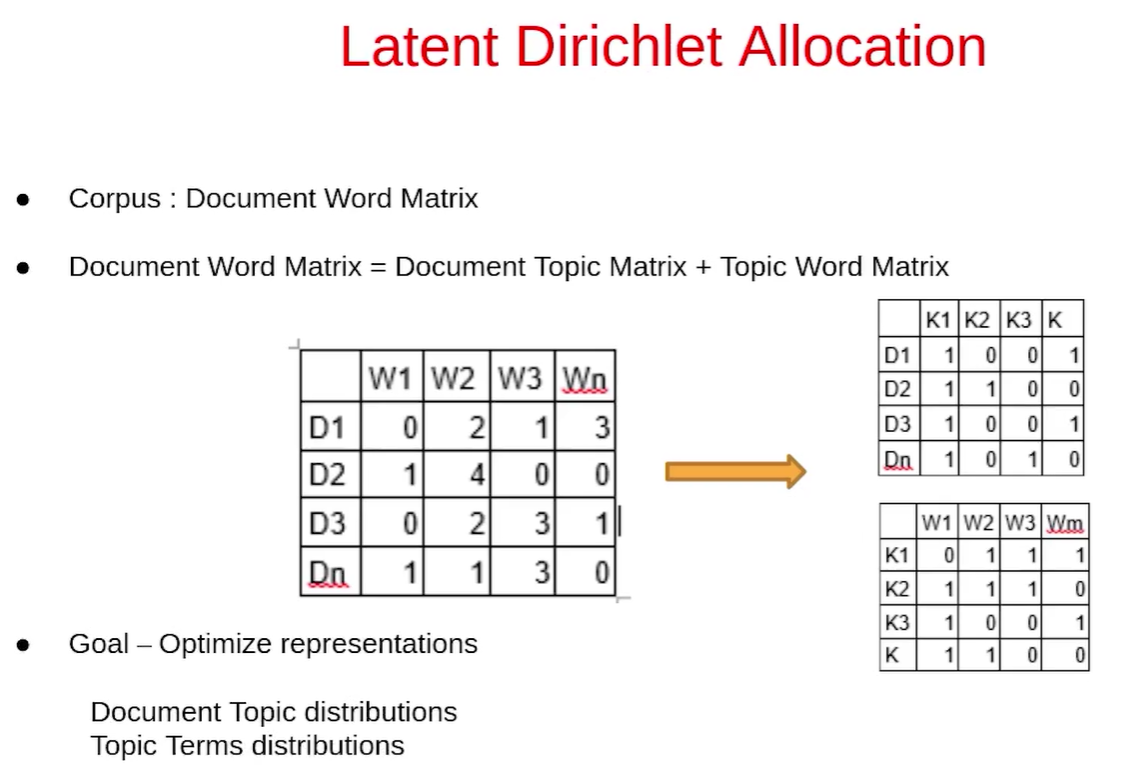 Latent Dirichlet Allocation
● Corpus : Document Word Matrix
● Document Word Matrix = Document Topic Matrix + Topic Word Matrix
W1 W2 W3 Wn
D1 0 2 1 3
D2 1 4 0 0
D3 0 2 3 1
Dn 1 1 3 0
K1 K2 K3 K
D1 1 0 0 1
D2 1 1 0 0
D3 1 0 0 1
Dn 1 0 1 0
W1 W2 W3 Wm
K1 0 1 1 1
K2 1 1 1 0
K3 1 0 0 1
K 1 1 0 0
● Goal – Optimize representations
Document Topic distributions
Topic Terms distributions